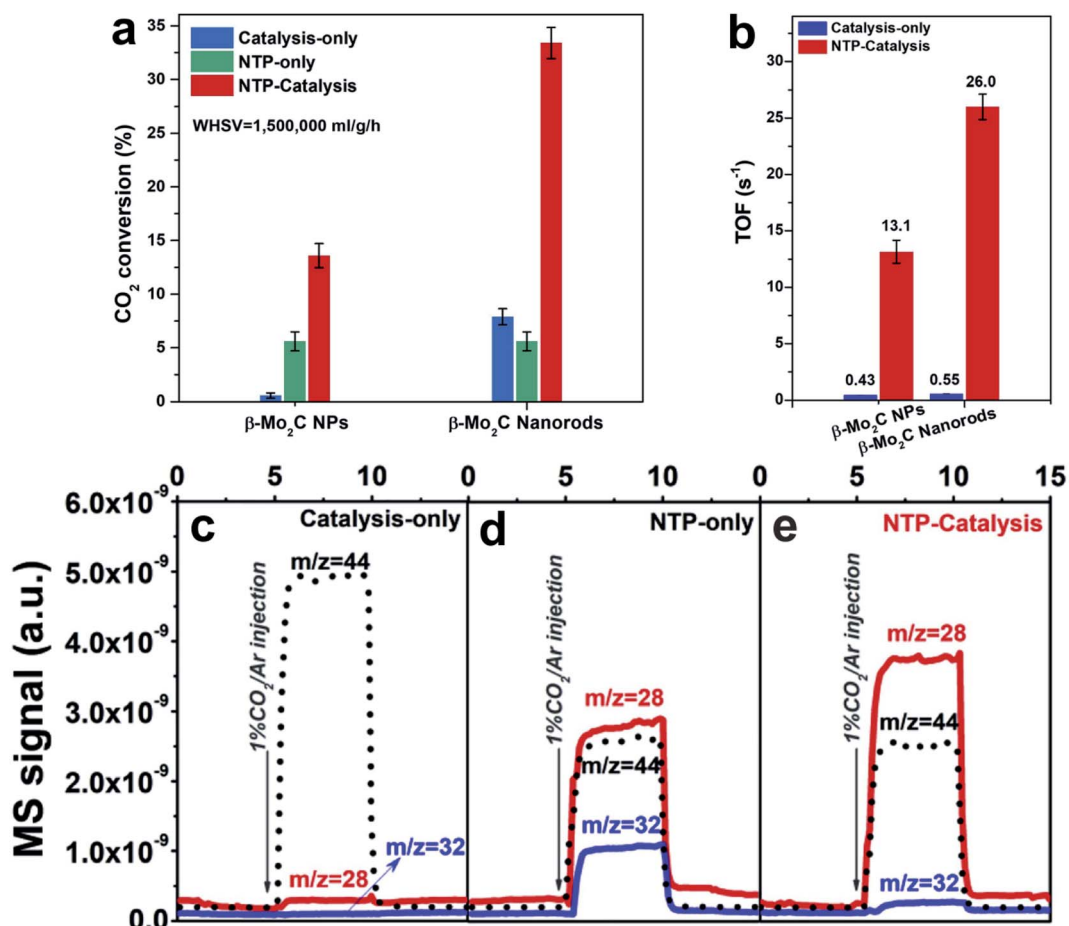 a
Catalysis-only
NTP-only
NTP-Catalysis
WHSV=1,500,000 ml/g/h
CO₂ conversion (%)
35
30
25
20
15
10
5
0
β-Mo₂C NPs
β-Mo₂C Nanorods
b
Catalysis-only
NTP-Catalysis
TOF (s⁻¹)
30
25
20
15
10
5
0
0.43
13.1
0.55
26.0
β-Mo₂C NPs
β-Mo₂C Nanorods
0 5 10 0 5 10 0 5 10 15
MS signal (a.u.)
6.0x10⁻⁹
5.0x10⁻⁹
4.0x10⁻⁹
3.0x10⁻⁹
2.0x10⁻⁹
1.0x10⁻⁹
0.0
c
Catalysis-only
m/z=44
1%CO₂/Ar injection
m/z=32
m/z=28
d
NTP-only
1%CO₂/Ar injection
m/z=28
m/z=44
m/z=32
e
NTP-Catalysis
1%CO₂/Ar injection
m/z=28
m/z=44
m/z=32